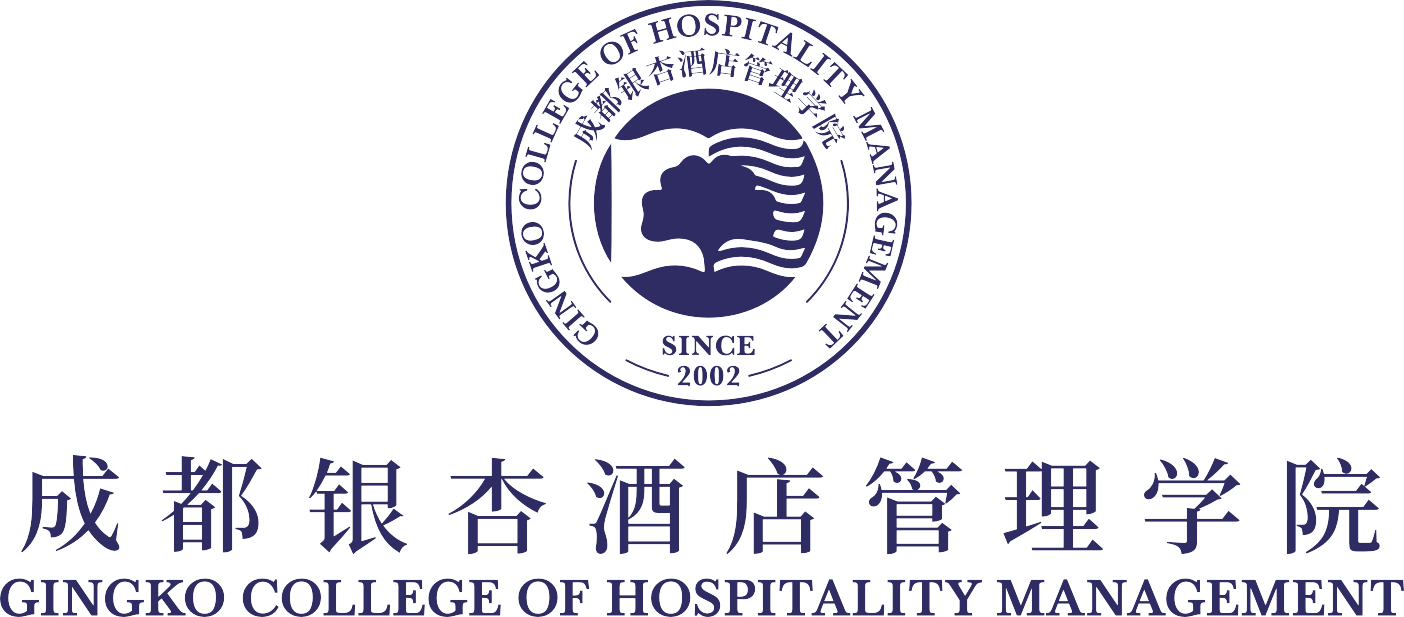 GINGKO COLLEGE OF HOSPITALITY MANAGEMENT
成都银杏酒店管理学院
SINCE
2002
成都银杏酒店管理学院
GINGKO COLLEGE OF HOSPITALITY MANAGEMENT